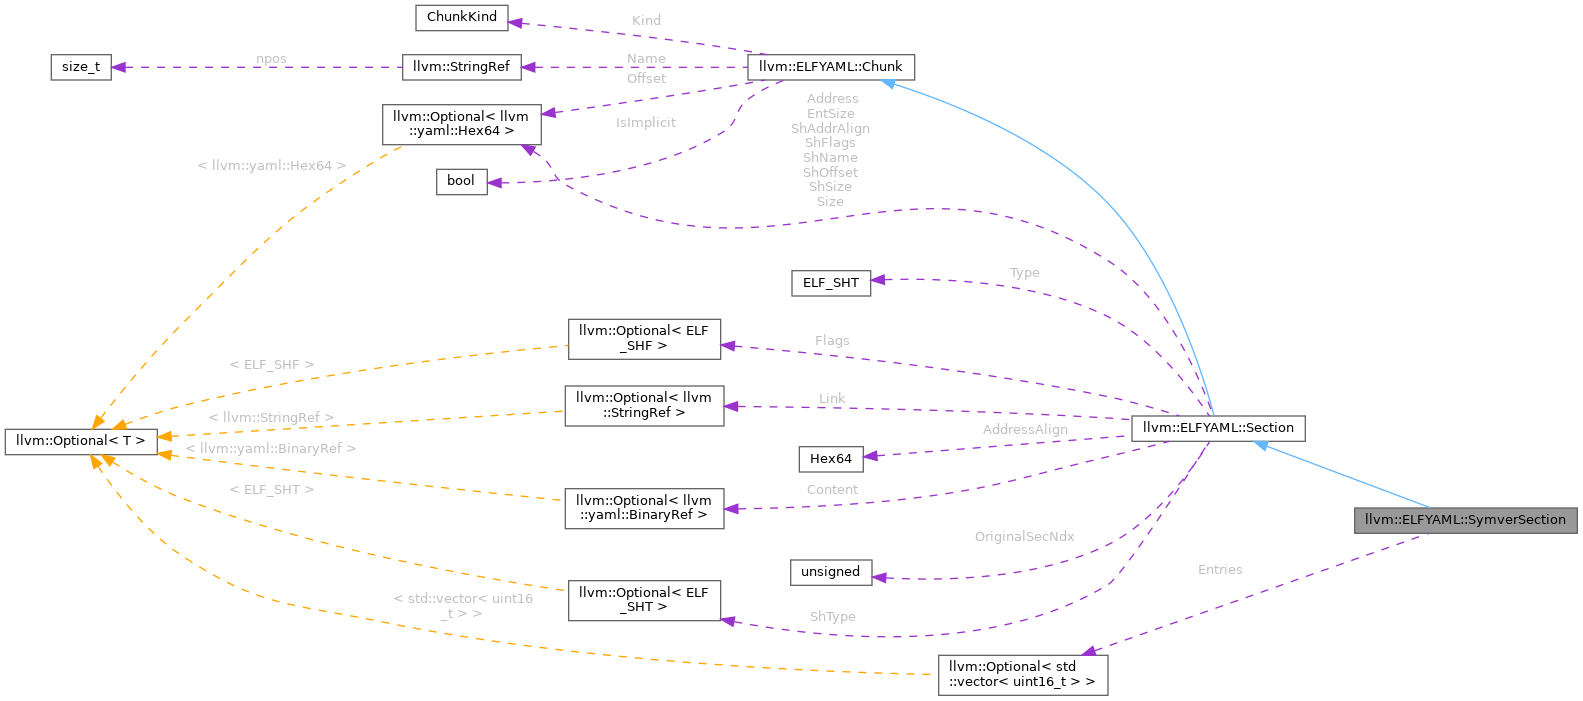 ChunkKind
Kind
size_t
npos
llvm::StringRef
Name
llvm::ELFYAML::Chunk
Offset
llvm::Optional< llvm
::yaml::Hex64 >
IsImplicit
Address
EntSize
ShAddrAlign
ShFlags
ShName
ShOffset
ShSize
Size
< llvm::yaml::Hex64 >
bool
ELF_SHT
Type
llvm::Optional< ELF
_SHF >
Flags
< ELF_SHF >
llvm::Optional< llvm
::StringRef >
Link
< llvm::StringRef >
llvm::Optional< T >
llvm::ELFYAML::Section
AddressAlign
Hex64
< llvm::yaml::BinaryRef >
Content
llvm::Optional< llvm
::yaml::BinaryRef >
< ELF_SHT >
llvm::ELFYAML::SymverSection
OriginalSecNdx
unsigned
Entries
llvm::Optional< ELF
_SHT >
< std::vector< uint16
_t > >
ShType
llvm::Optional< std
::vector< uint16_t > >